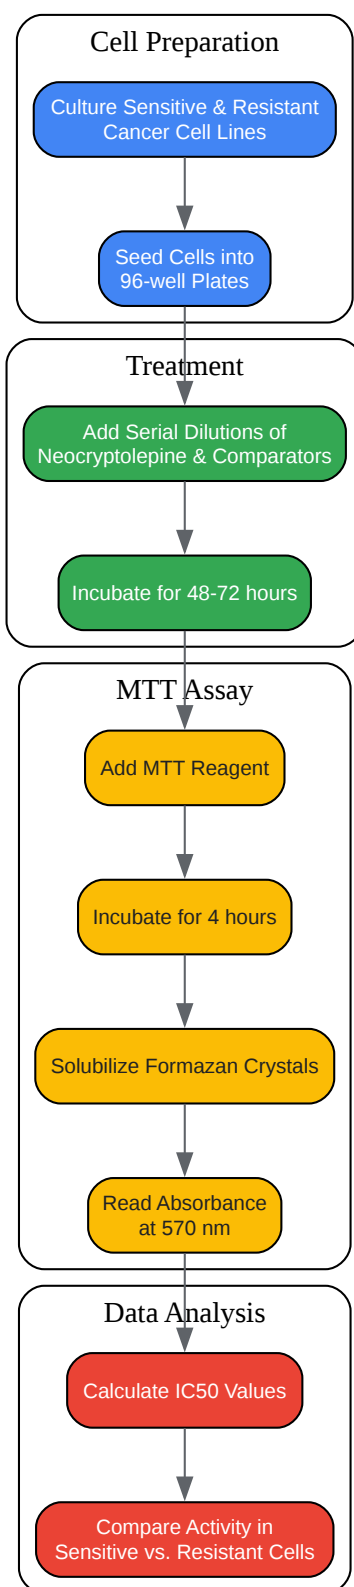 Cell Preparation
Culture Sensitive & Resistant
Cancer Cell Lines
Seed Cells into
96-well Plates
Treatment
Add Serial Dilutions of
Neocryptolepine & Comparators
Incubate for 48-72 hours
MTT Assay
Add MTT Reagent
Incubate for 4 hours
Solubilize Formazan Crystals
Read Absorbance
at 570 nm
Data Analysis
Calculate IC50 Values
Compare Activity in
Sensitive vs. Resistant Cells